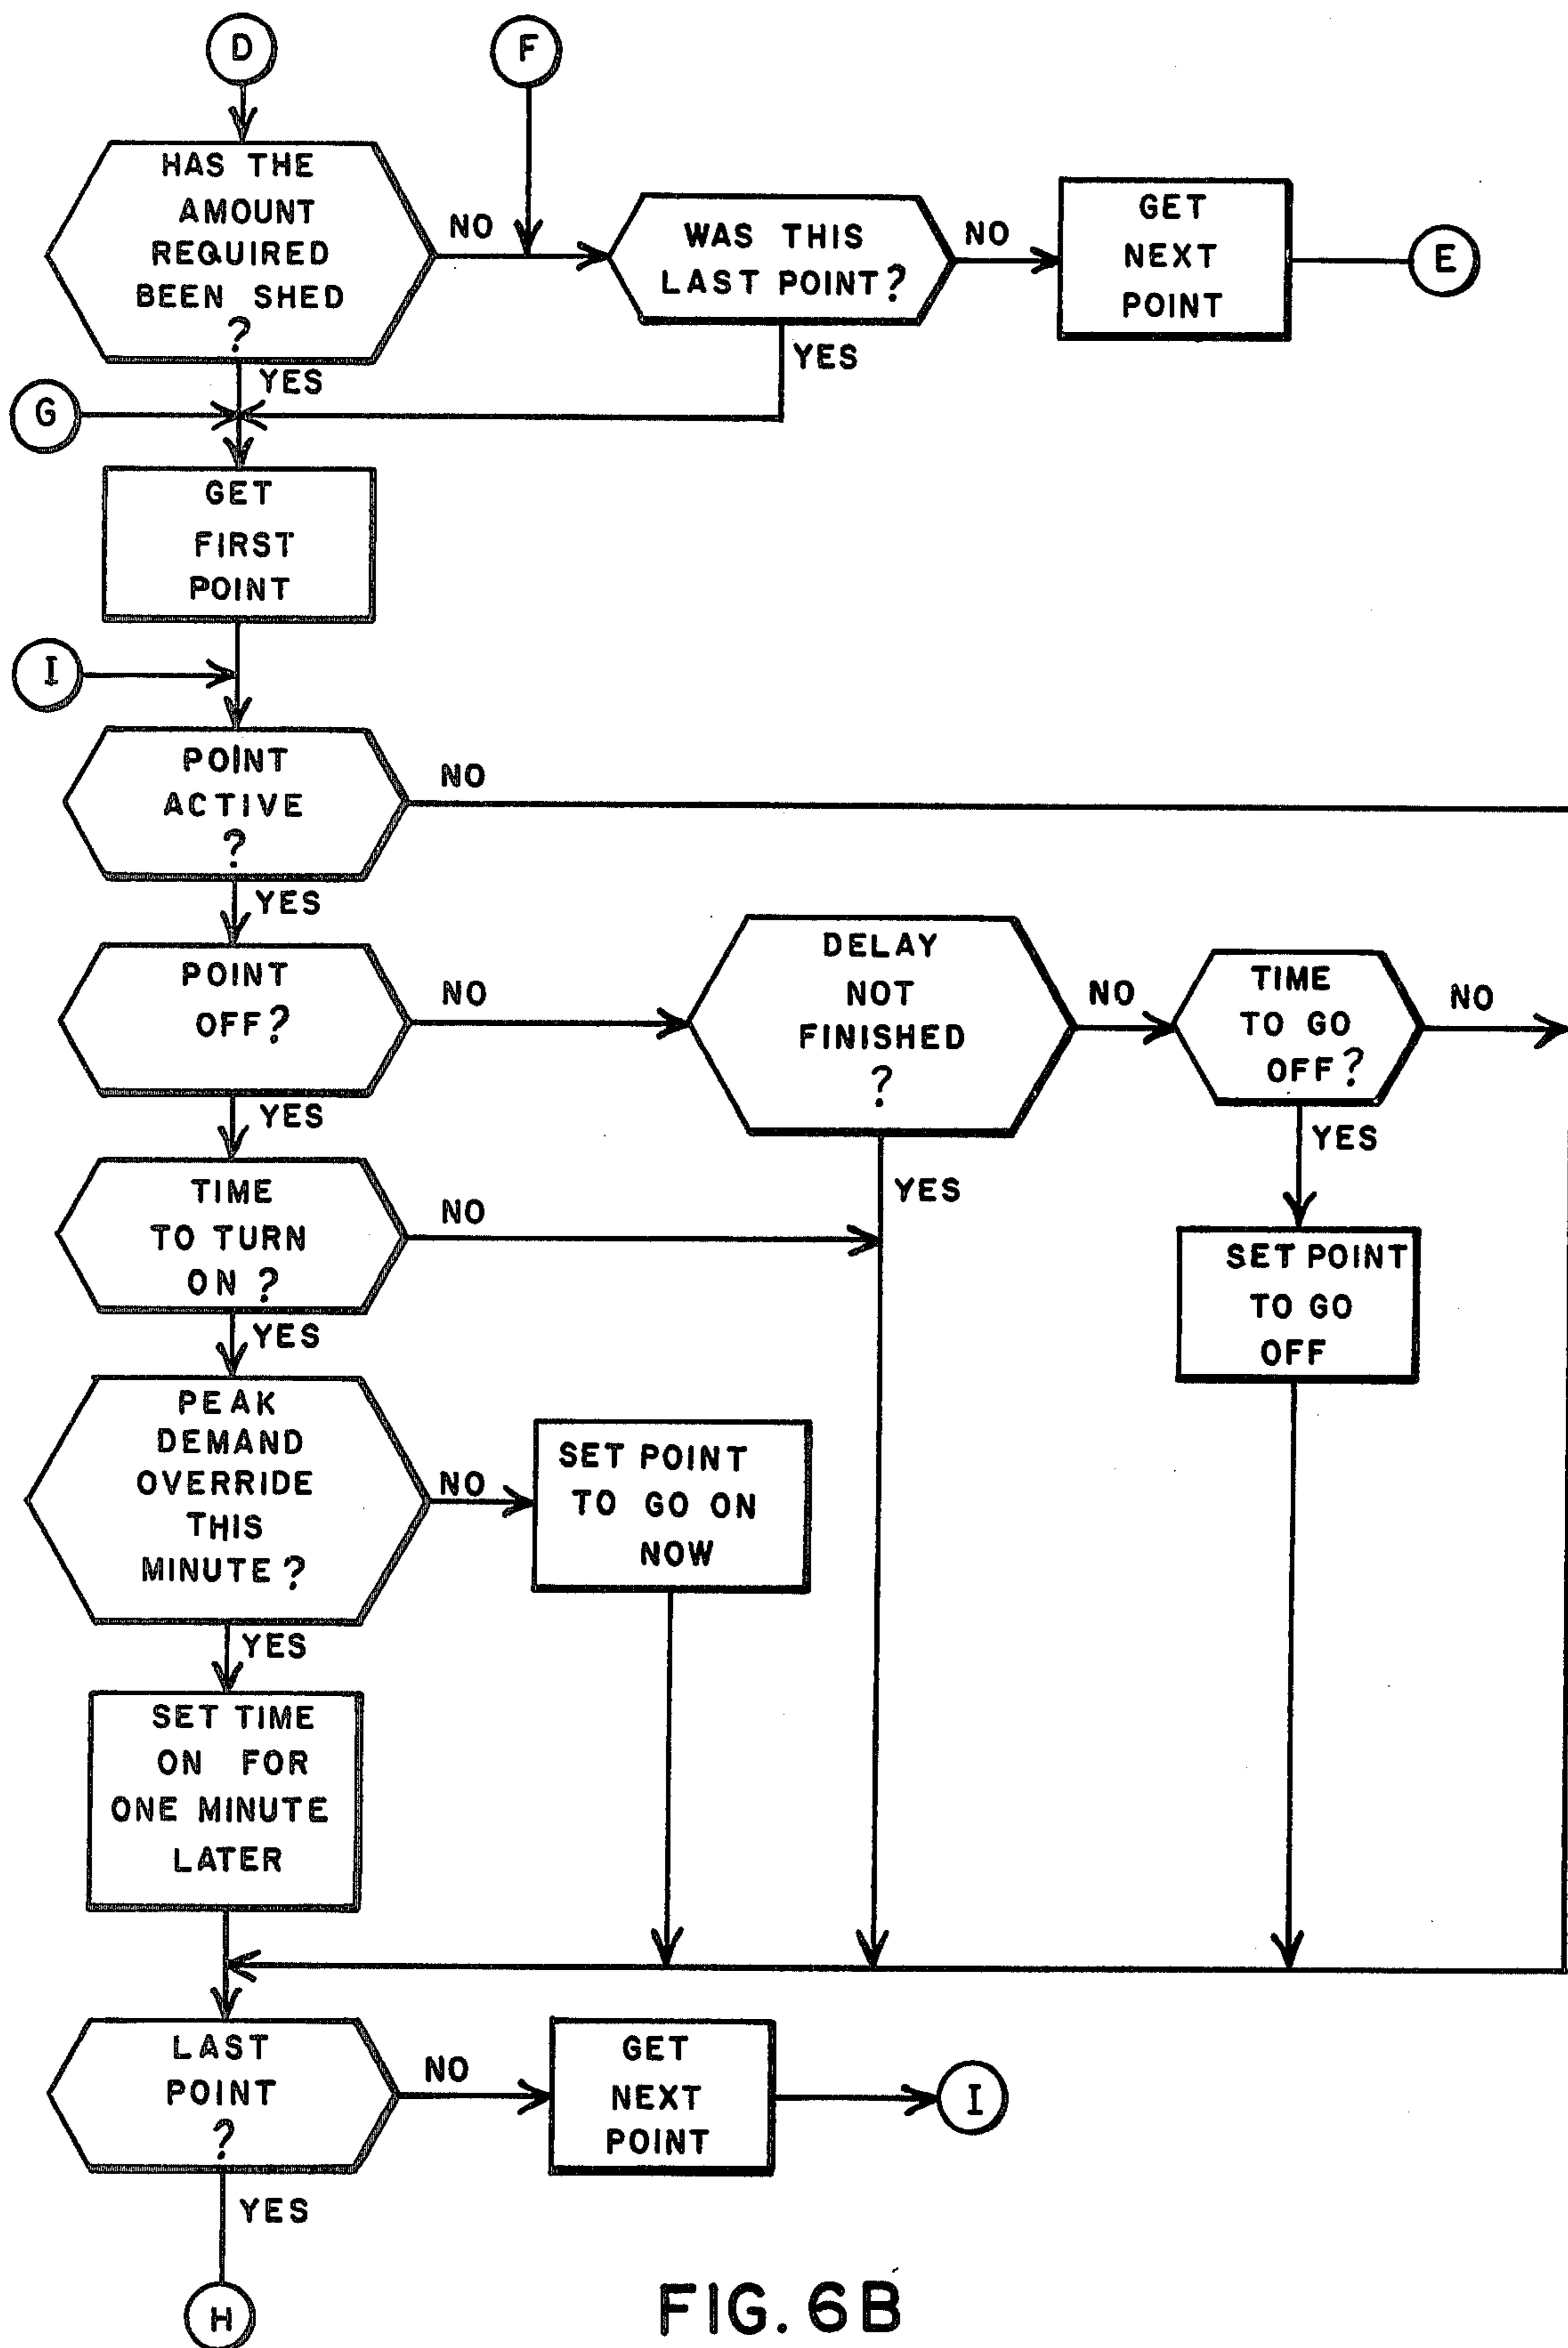 D
F
HAS THE
AMOUNT
REQUIRED
BEEN SHED
?
NO
WAS THIS
LAST POINT?
NO
GET
NEXT
POINT
E
YES
YES
G
GET
FIRST
POINT
I
POINT
ACTIVE
?
NO
YES
POINT
OFF?
NO
DELAY
NOT
FINISHED
?
NO
TIME
TO GO
OFF?
NO
YES
YES
YES
TIME
TO TURN
ON?
NO
SET POINT
TO GO
OFF
YES
PEAK
DEMAND
OVERRIDE
THIS
MINUTE?
NO
SET POINT
TO GO ON
NOW
YES
SET TIME
ON FOR
ONE MINUTE
LATER
LAST
POINT
?
NO
GET
NEXT
POINT
I
YES
H
FIG. 6B